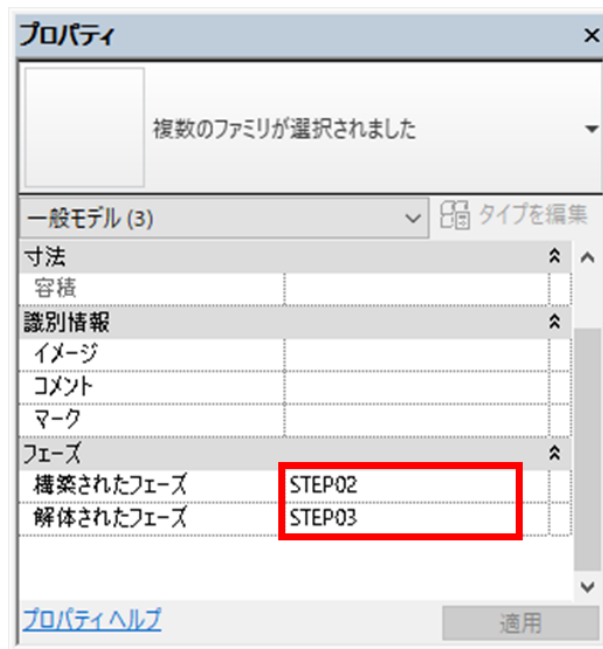 プロパティ
複数のファミリが選択されました
一般モデル (3)
タイプを編集
寸法
容積
識別情報
イメージ
コメント
マーク
フェーズ
構築されたフェーズ STEP02
解体されたフェーズ STEP03
プロパティ ヘルプ
適用